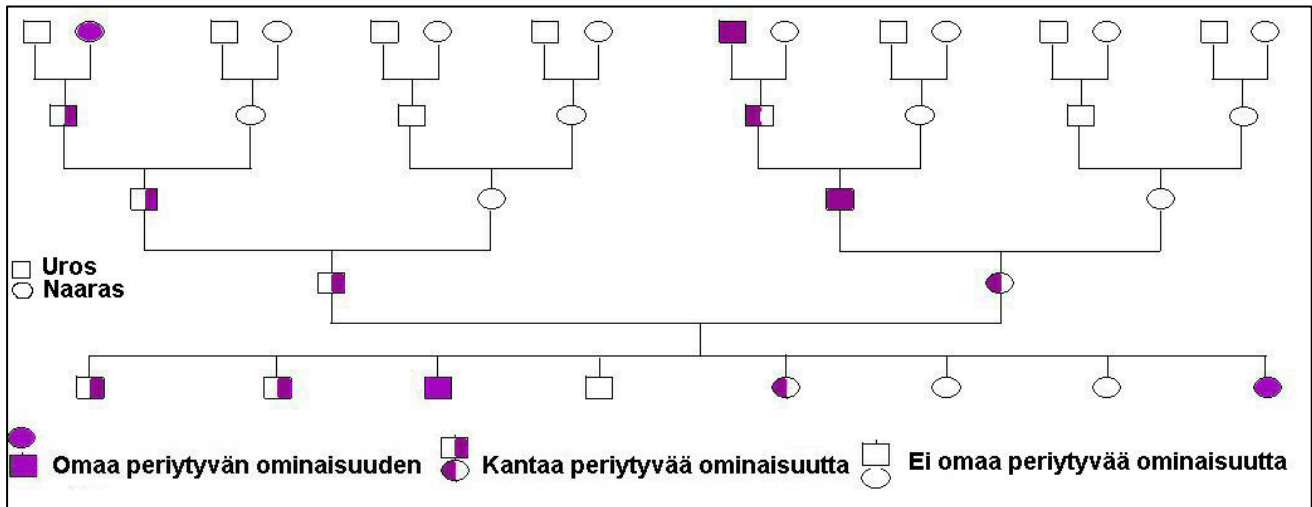 Uros
Naaras
Omaa periytyvän ominaisuuden
Kantaa periytyvää ominaisuutta
Ei omaa periytyvää ominaisuutta